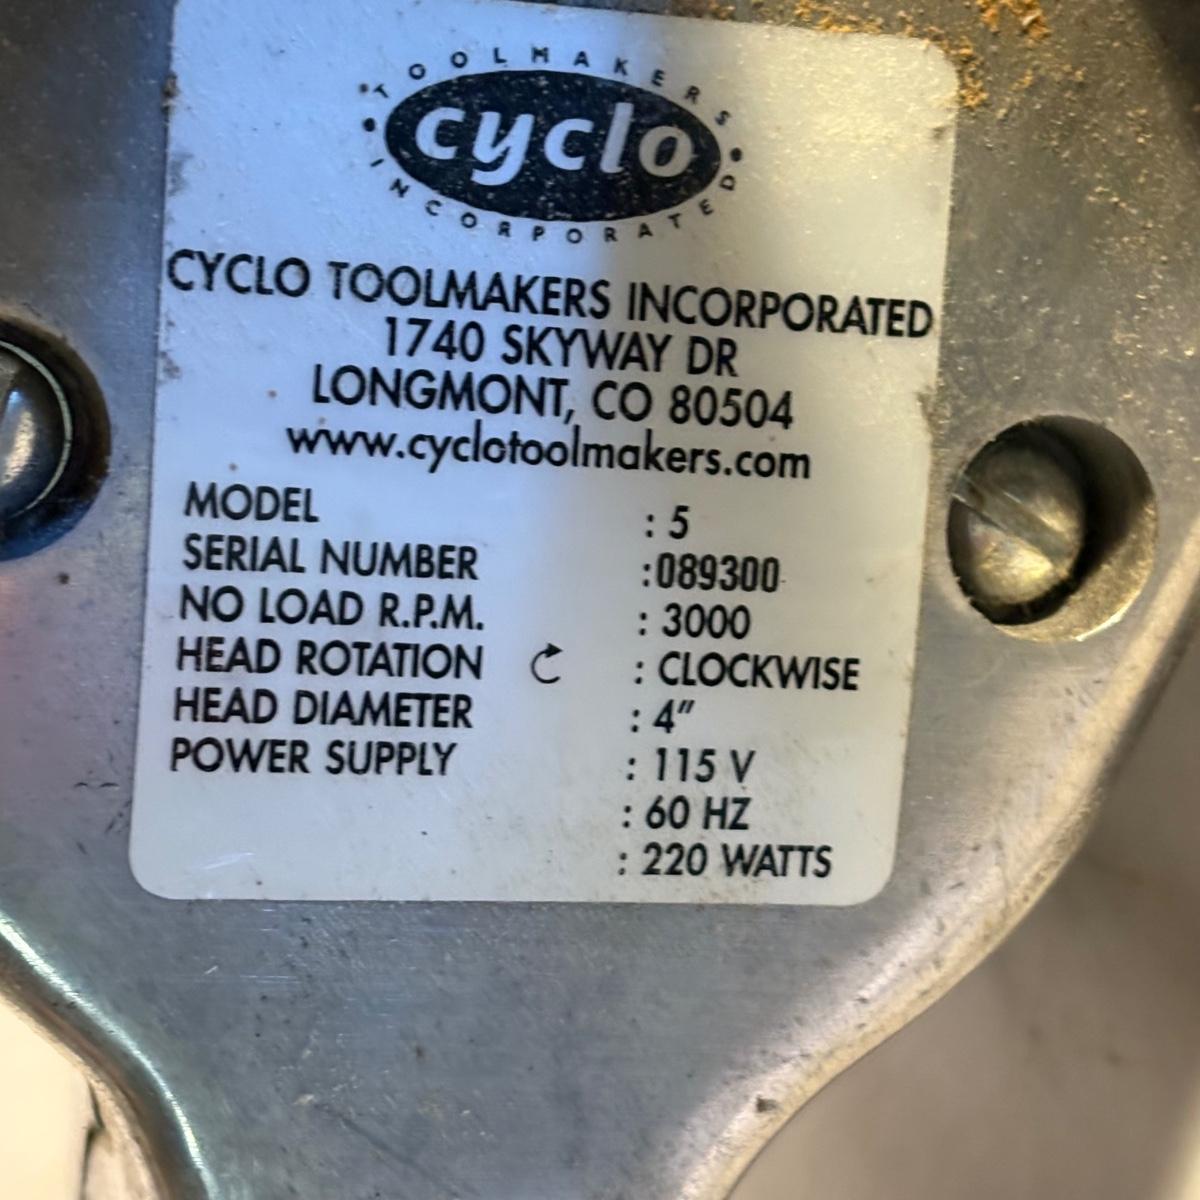 TOOLMAKERS
cyclo
INCORPORATED
CYCLO TOOLMAKERS INCORPORATED
1740 SKYWAY DR
LONGMONT, CO 80504
www.cyclotoolmakers.com
MODEL : 5
SERIAL NUMBER :089300
NO LOAD R.P.M. : 3000
HEAD ROTATION : CLOCKWISE
HEAD DIAMETER : 4"
POWER SUPPLY : 115 V
: 60 HZ
: 220 WATTS